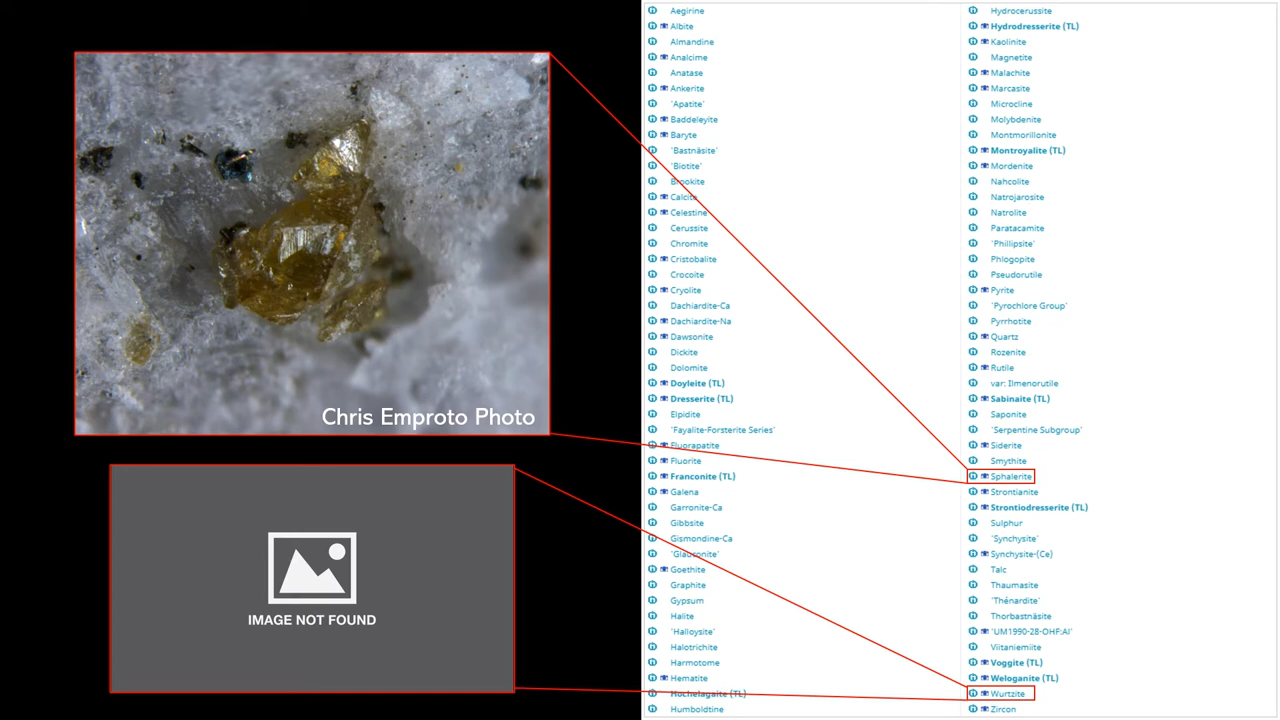 Chris Emproto Photo
IMAGE NOT FOUND
Aegirine
Albite
Almandine
Analcime
Anatase
Ankerite
'Apatite'
Baddeleyite
Baryte
'Bastnäsite'
'Biotite'
Brookite
Calcite
Celestine
Cerussite
Chromite
Cristobalite
Crocoite
Cryolite
Dachiardite-Ca
Dachiardite-Na
Dawsonite
Dickite
Dolomite
Doyleite (TL)
Dresserite (TL)
Elpidite
'Fayalite-Forsterite Series'
Fluorapatite
Fluorite
Franconite (TL)
Galena
Garronite-Ca
Gibbsite
Gismondine-Ca
'Glauconite'
Goethite
Graphite
Gypsum
Halite
'Halloysite'
Halotrichite
Harmotome
Hematite
Hochelagaite (TL)
Humboldtine
Hydrocerussite
Hydrodresserite (TL)
Kaolinite
Magnetite
Malachite
Marcasite
Microcline
Molybdenite
Montmorillonite
Montroyalite (TL)
Mordenite
Nahcolite
Natrojarosite
Natrolite
Paratacamite
'Phillipsite'
Phlogopite
Pseudorutile
Pyrite
'Pyrochlore Group'
Pyrrhotite
Quartz
Rozenite
Rutile
var: Ilmenorutile
Sabinaite (TL)
Saponite
'Serpentine Subgroup'
Siderite
Smythite
Sphalerite
Strontianite
Strontiodresserite (TL)
Sulphur
'Synchysite'
Synchysite-(Ce)
Talc
Thaumasite
'Thénardite'
Thorbastnäsite
'UM1990-28-OHF:Al'
Viitaniemiite
Voggite (TL)
Weloganite (TL)
Wurtzite
Zircon